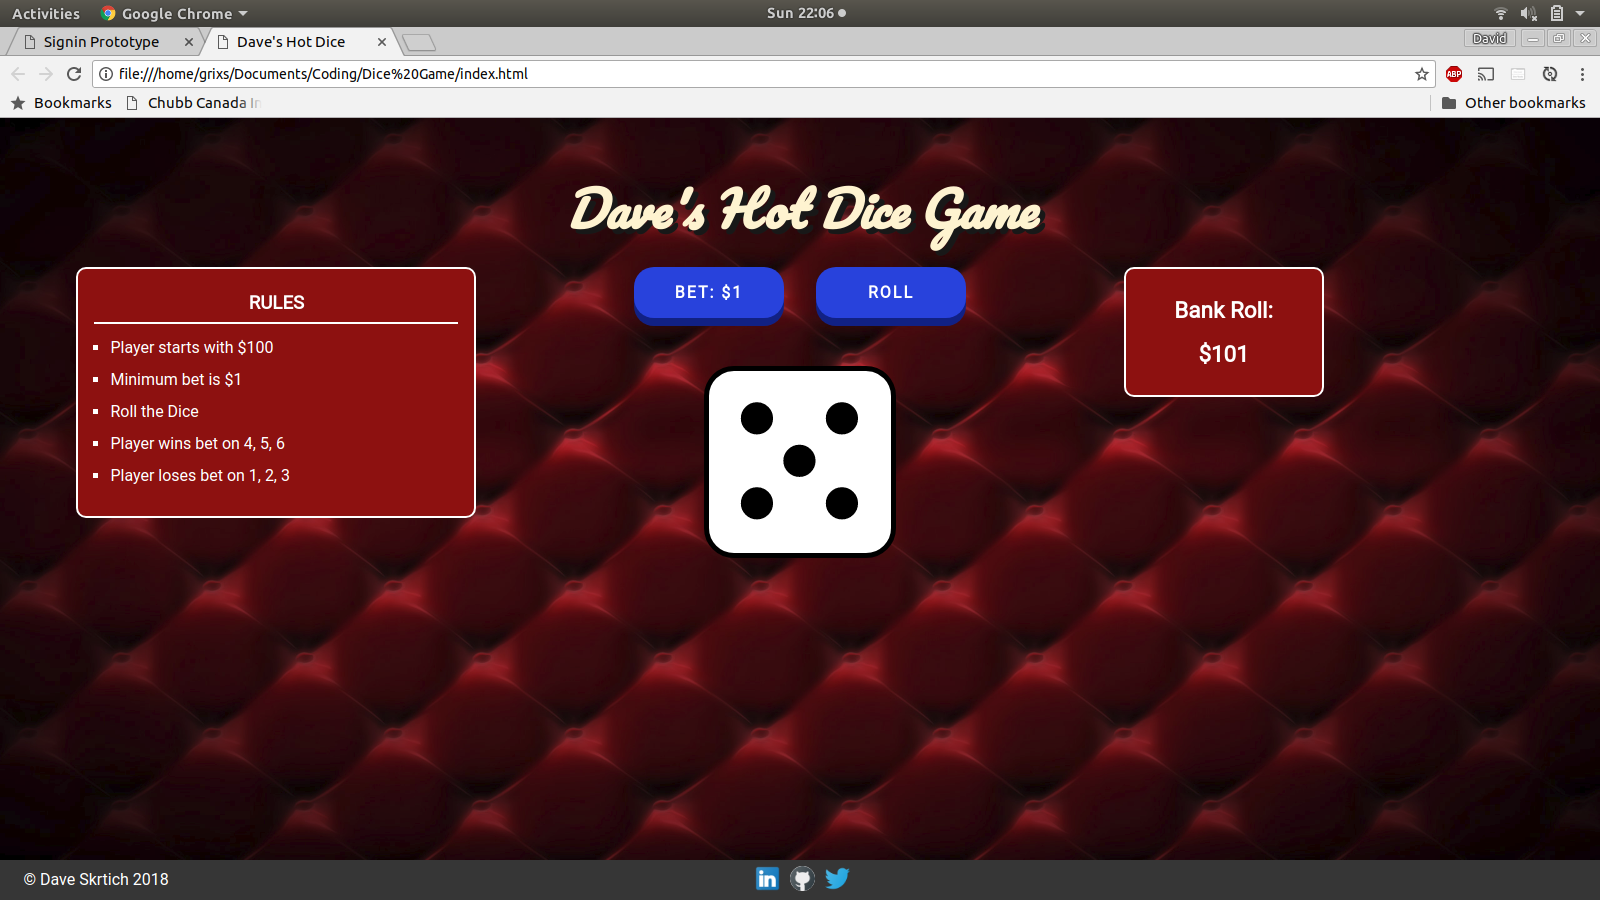 Activities Google Chrome Sun 22:06
Signin Prototype Dave's Hot Dice David
file:///home/grixs/Documents/Coding/Dice%20Game/index.html ABP
Bookmarks Chubb Canada In Other bookmarks
Dave's Hot Dice Game
RULES
Player starts with $100
Minimum bet is $1
Roll the Dice
Player wins bet on 4, 5, 6
Player loses bet on 1, 2, 3
BET: $1 ROLL
Bank Roll:
$101
© Dave Skrtich 2018 in